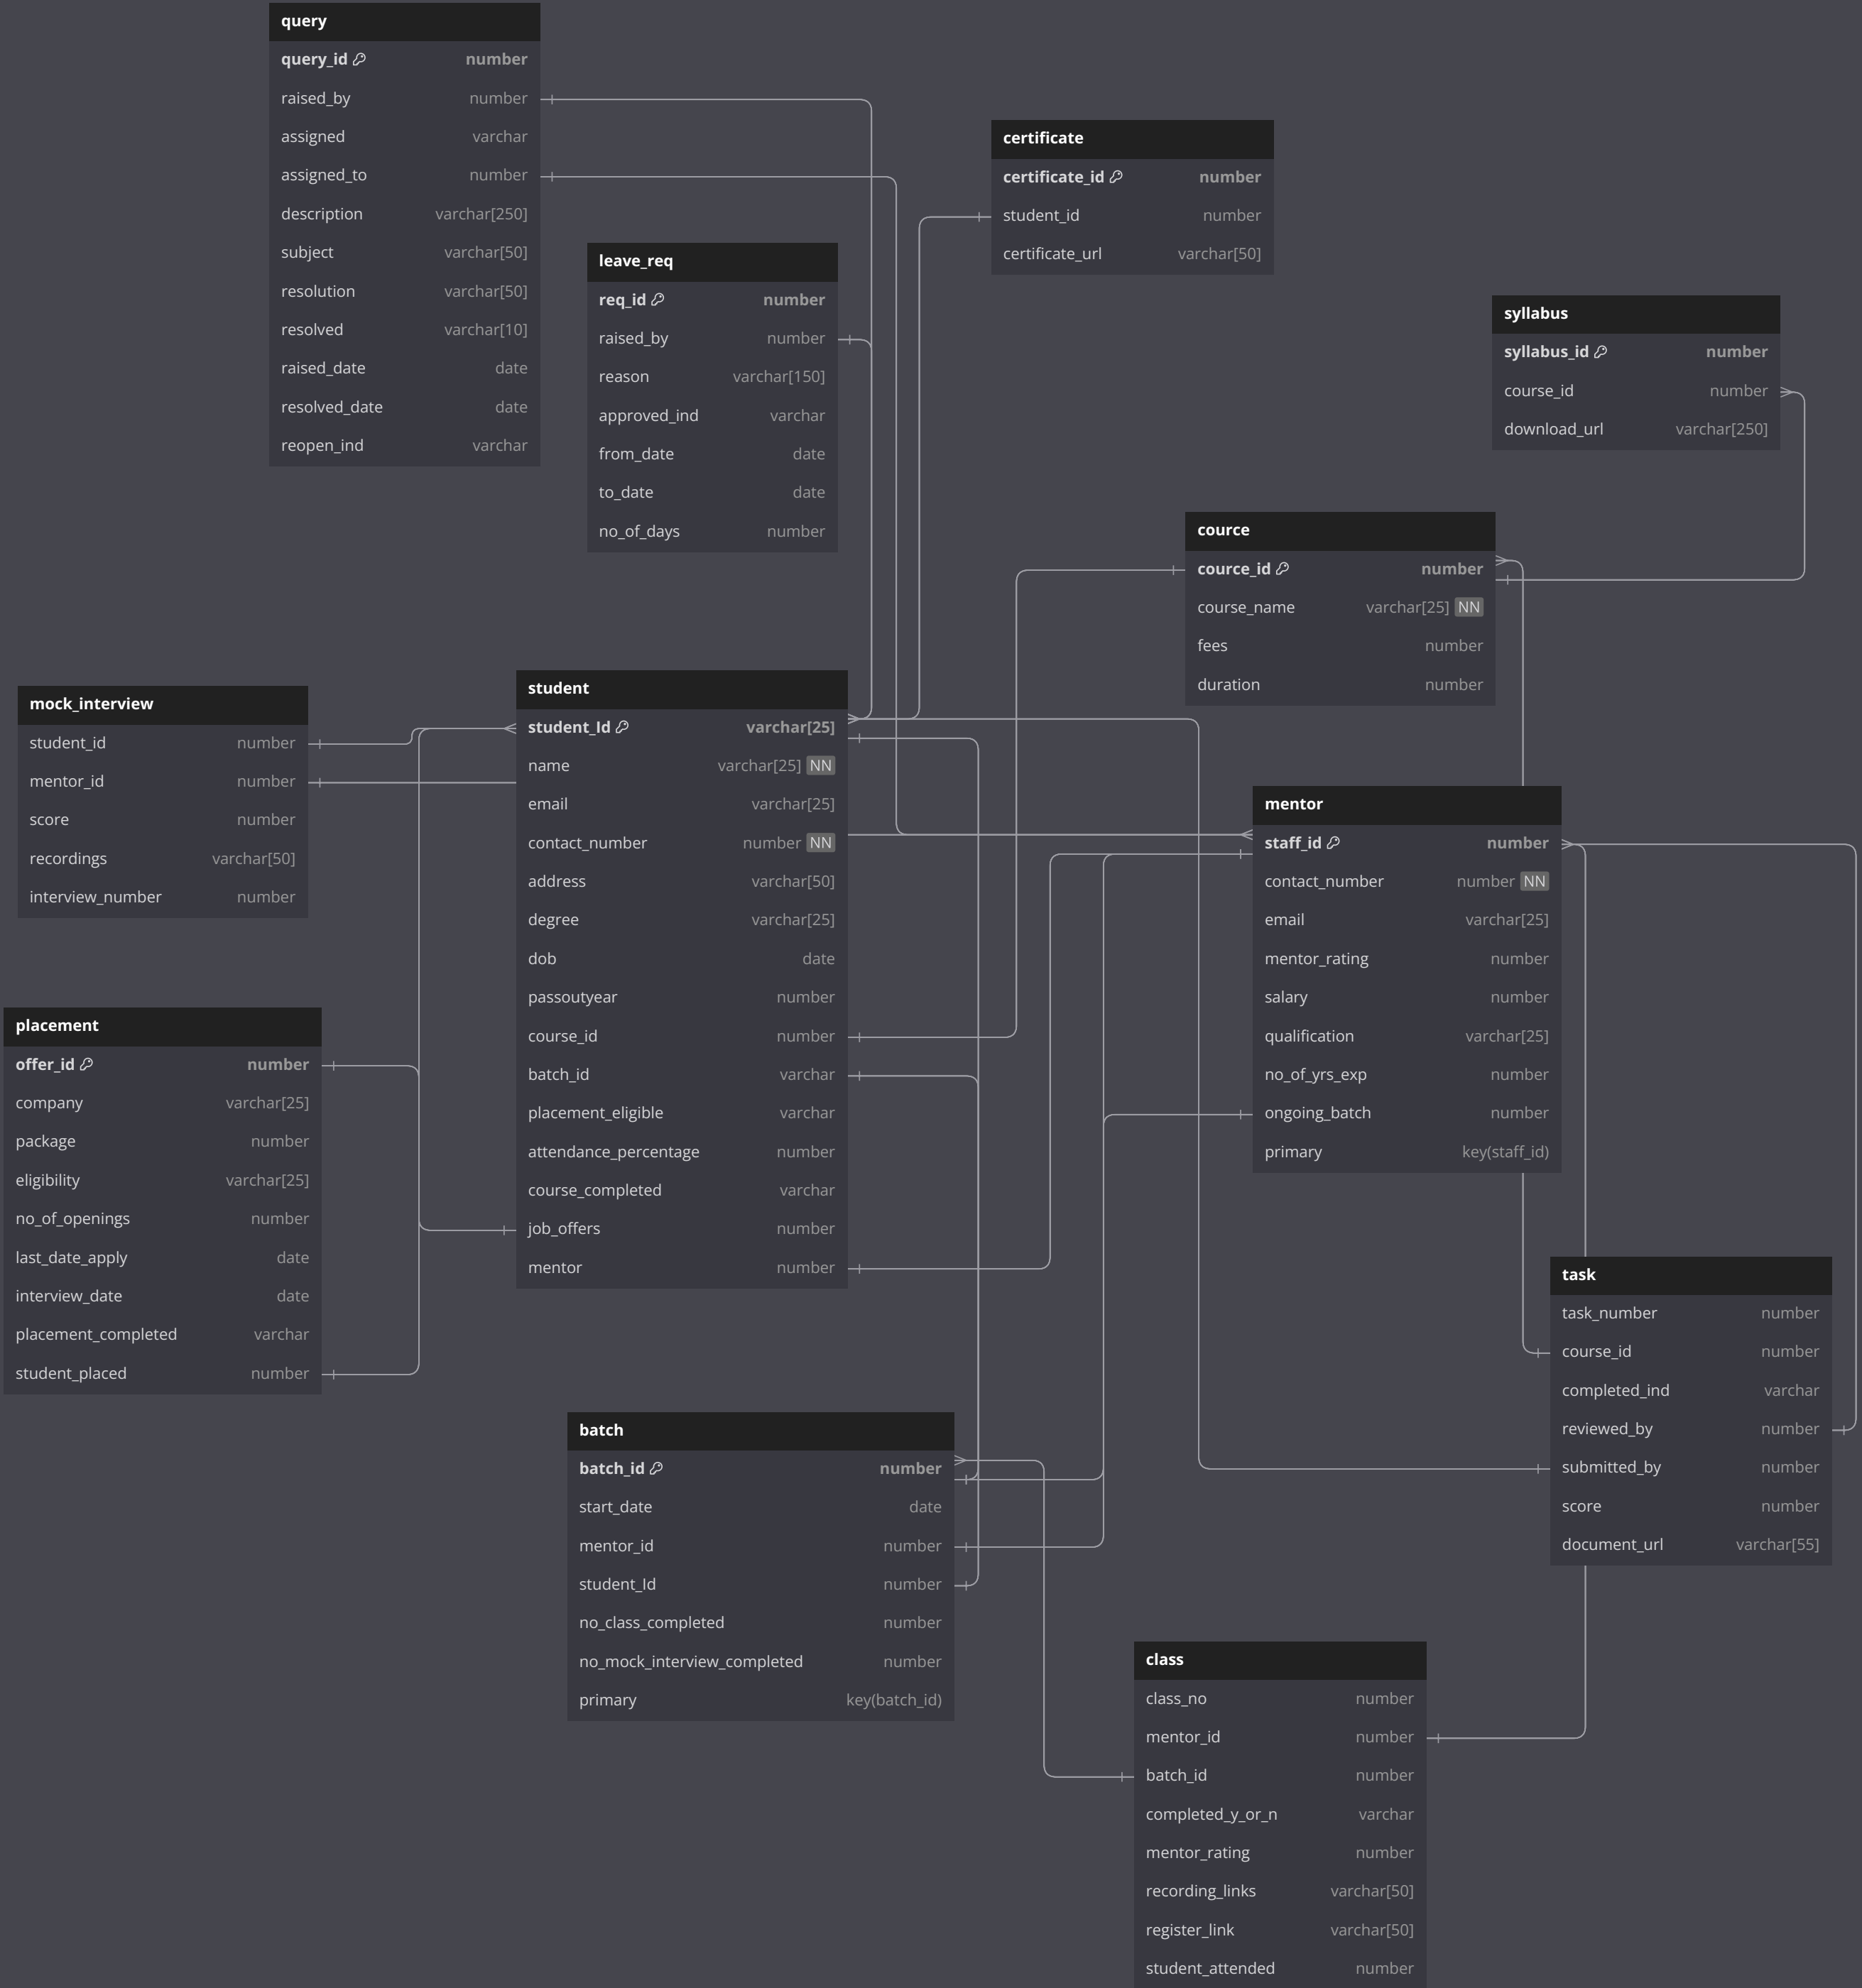 query
query_id number
raised_by number
assigned varchar
assigned_to number
description varchar[250]
subject varchar[50]
resolution varchar[50]
resolved varchar[10]
raised_date date
resolved_date date
reopen_ind varchar
certificate
certificate_id number
student_id number
certificate_url varchar[50]
leave_req
req_id number
raised_by number
reason varchar[150]
approved_ind varchar
from_date date
to_date date
no_of_days number
syllabus
syllabus_id number
course_id number
download_url varchar[250]
cource
cource_id number
course_name varchar[25] NN
fees number
duration number
mock_interview
student_id number
mentor_id number
score number
recordings varchar[50]
interview_number number
student
student_Id varchar[25]
name varchar[25] NN
email varchar[25]
contact_number number NN
address varchar[50]
degree varchar[25]
dob date
passoutyear number
course_id number
batch_id varchar
placement_eligible varchar
attendance_percentage number
course_completed varchar
job_offers number
mentor number
mentor
staff_id number
contact_number number NN
email varchar[25]
mentor_rating number
salary number
qualification varchar[25]
no_of_yrs_exp number
ongoing_batch number
primary key(staff_id)
placement
offer_id number
company varchar[25]
package number
eligibility varchar[25]
no_of_openings number
last_date_apply date
interview_date date
placement_completed varchar
student_placed number
task
task_number number
course_id number
completed_ind varchar
reviewed_by number
submitted_by number
score number
document_url varchar[55]
batch
batch_id number
start_date date
mentor_id number
student_Id number
no_class_completed number
no_mock_interview_completed number
primary key(batch_id)
class
class_no number
mentor_id number
batch_id number
completed_y_or_n varchar
mentor_rating number
recording_links varchar[50]
register_link varchar[50]
student_attended number